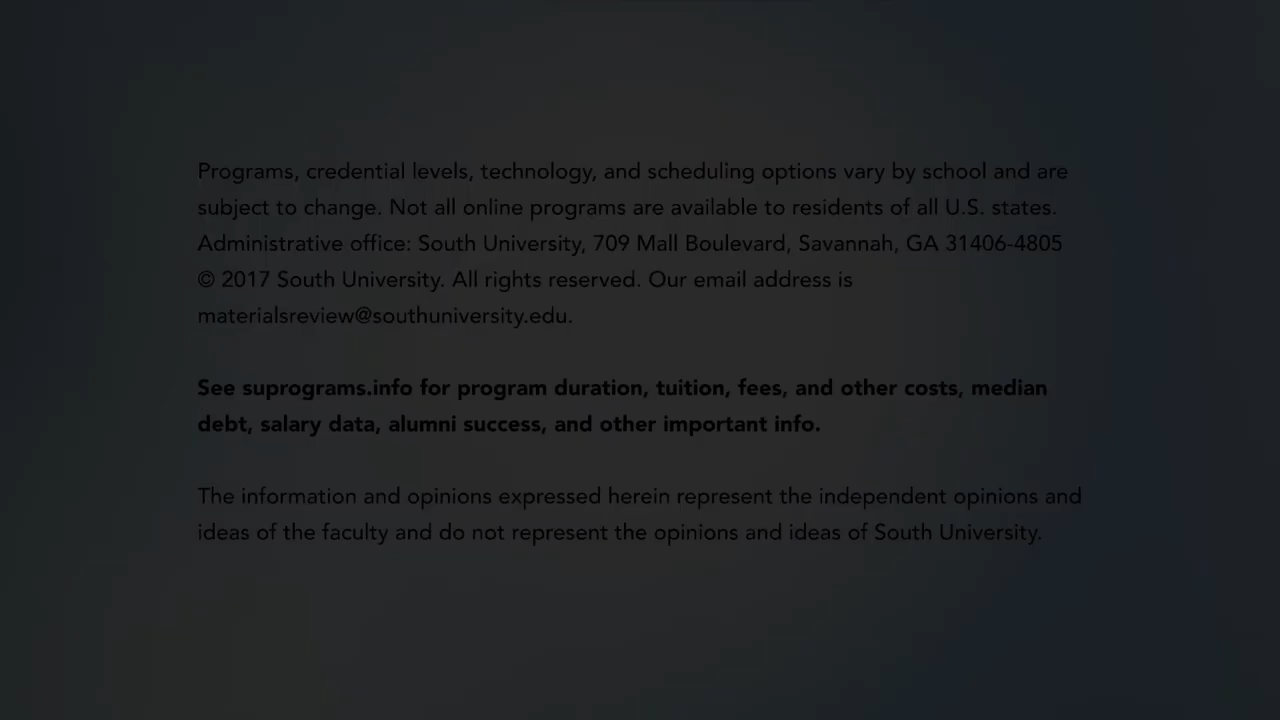 Programs, credential levels, technology, and scheduling options vary by school and are
subject to change. Not all online programs are available to residents of all U.S. states.
Administrative office: South University, 709 Mall Boulevard, Savannah, GA 31406-4805
© 2017 South University. All rights reserved. Our email address is
materialsreview@southuniversity.edu.
See suprograms.info for program duration, tuition, fees, and other costs, median
debt, salary data, alumni success, and other important info.
The information and opinions expressed herein represent the independent opinions and
ideas of the faculty and do not represent the opinions and ideas of South University.